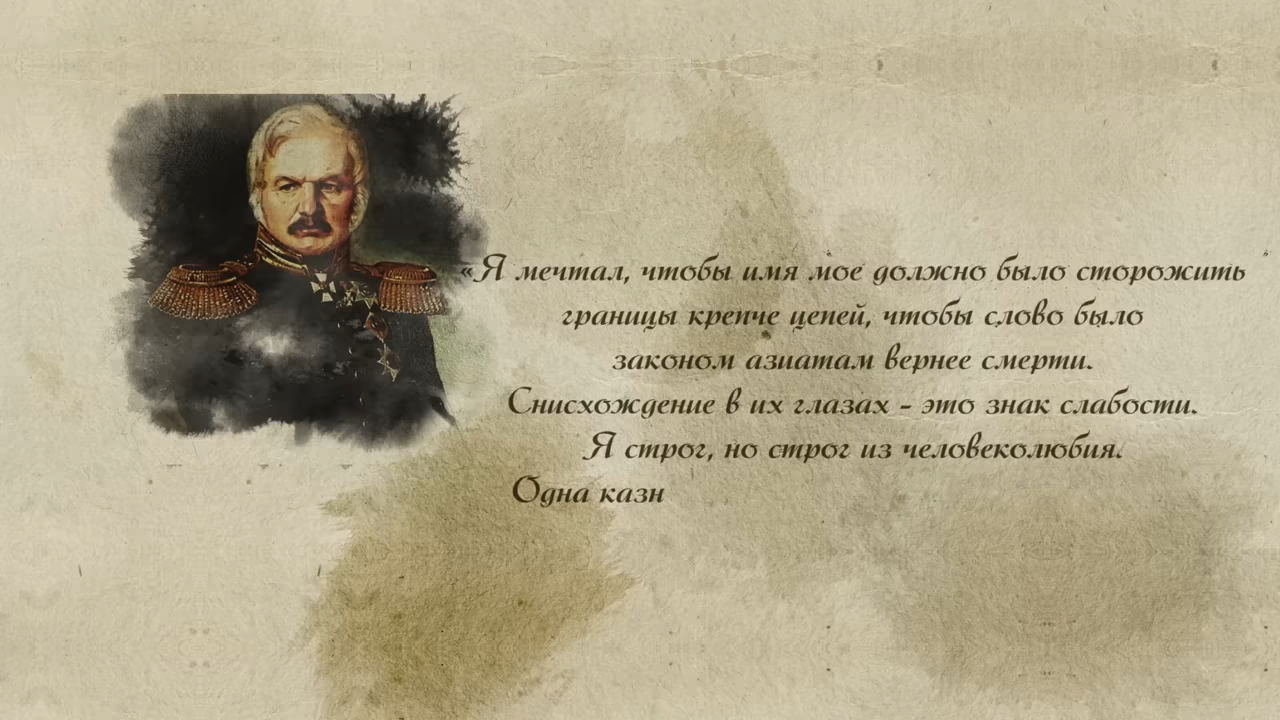 «Я мечтал, чтобы имя мое должно было сторожить
границы крепче цепей, чтобы слово было
законом азиатам вернее смерти.
Снисхождение в их глазах - это знак слабости.
Я строг, но строг из человеколюбия.
Одна казн